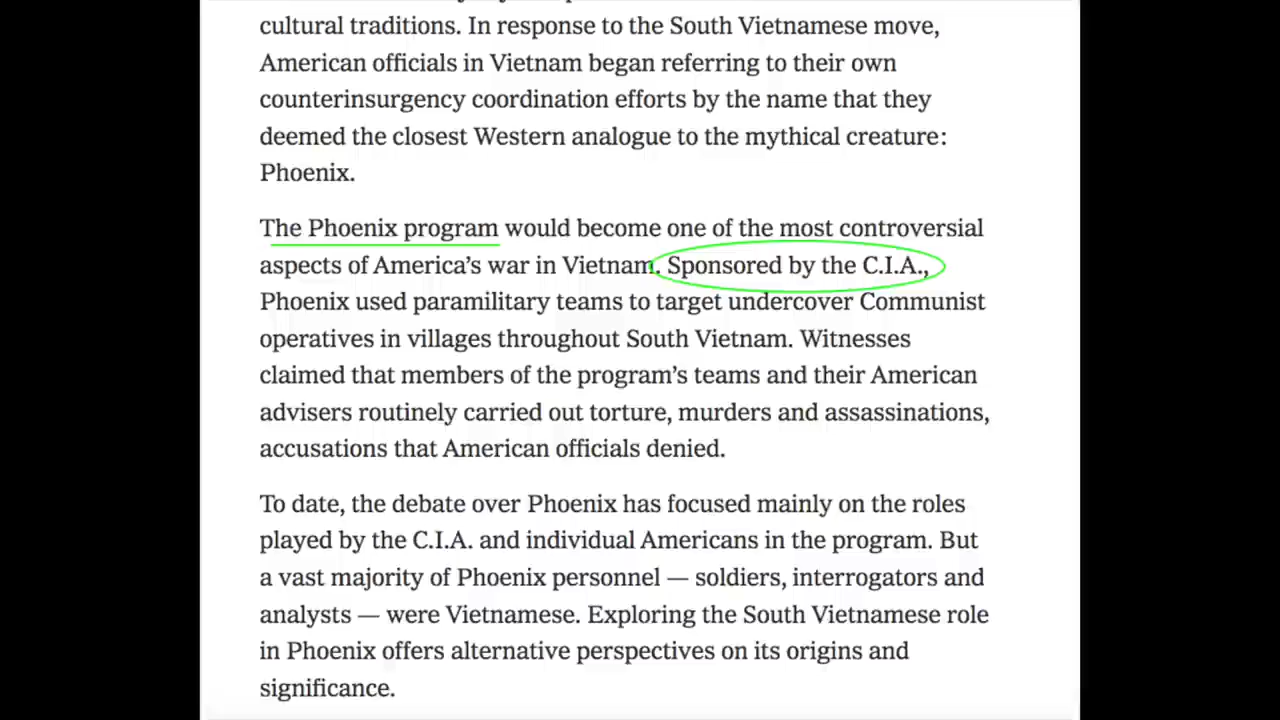 cultural traditions. In response to the South Vietnamese move,
American officials in Vietnam began referring to their own
counterinsurgency coordination efforts by the name that they
deemed the closest Western analogue to the mythical creature:
Phoenix.
The Phoenix program would become one of the most controversial
aspects of America’s war in Vietnam. Sponsored by the C.I.A.,
Phoenix used paramilitary teams to target undercover Communist
operatives in villages throughout South Vietnam. Witnesses
claimed that members of the program’s teams and their American
advisers routinely carried out torture, murders and assassinations,
accusations that American officials denied.
To date, the debate over Phoenix has focused mainly on the roles
played by the C.I.A. and individual Americans in the program. But
a vast majority of Phoenix personnel — soldiers, interrogators and
analysts — were Vietnamese. Exploring the South Vietnamese role
in Phoenix offers alternative perspectives on its origins and
significance.